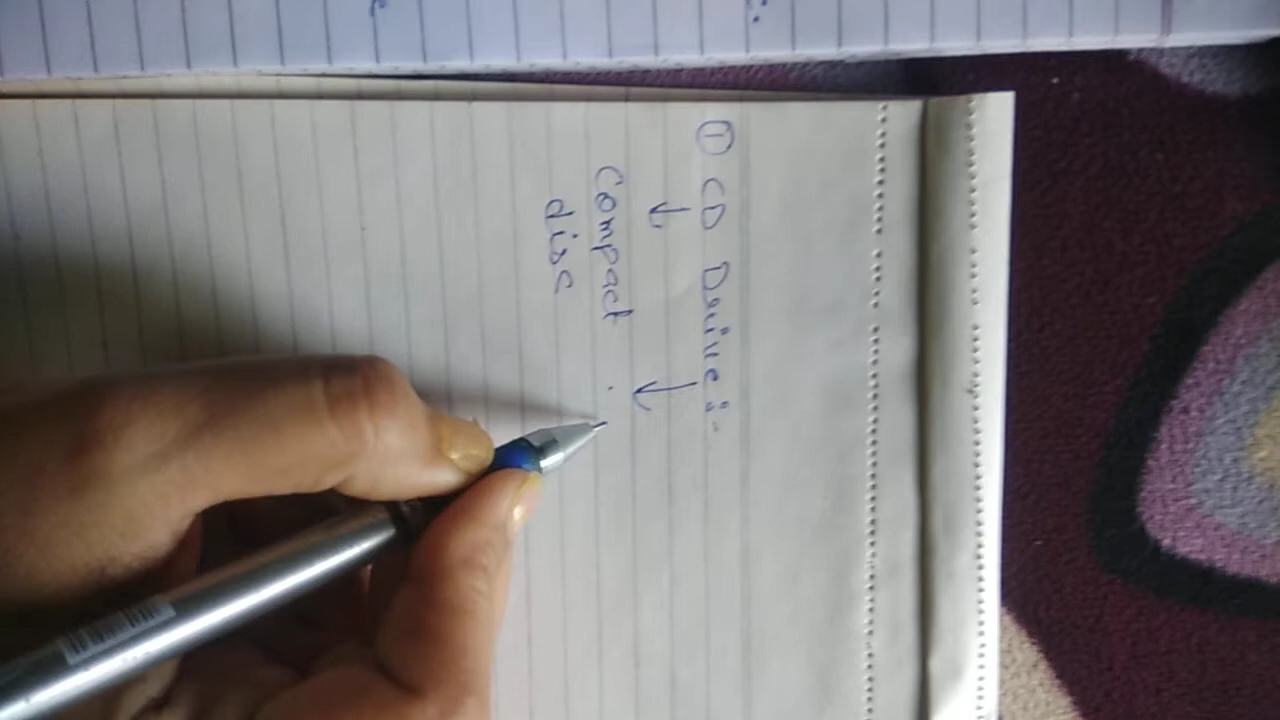 ① CD Drive :-
↓ ↓
Compact
disc